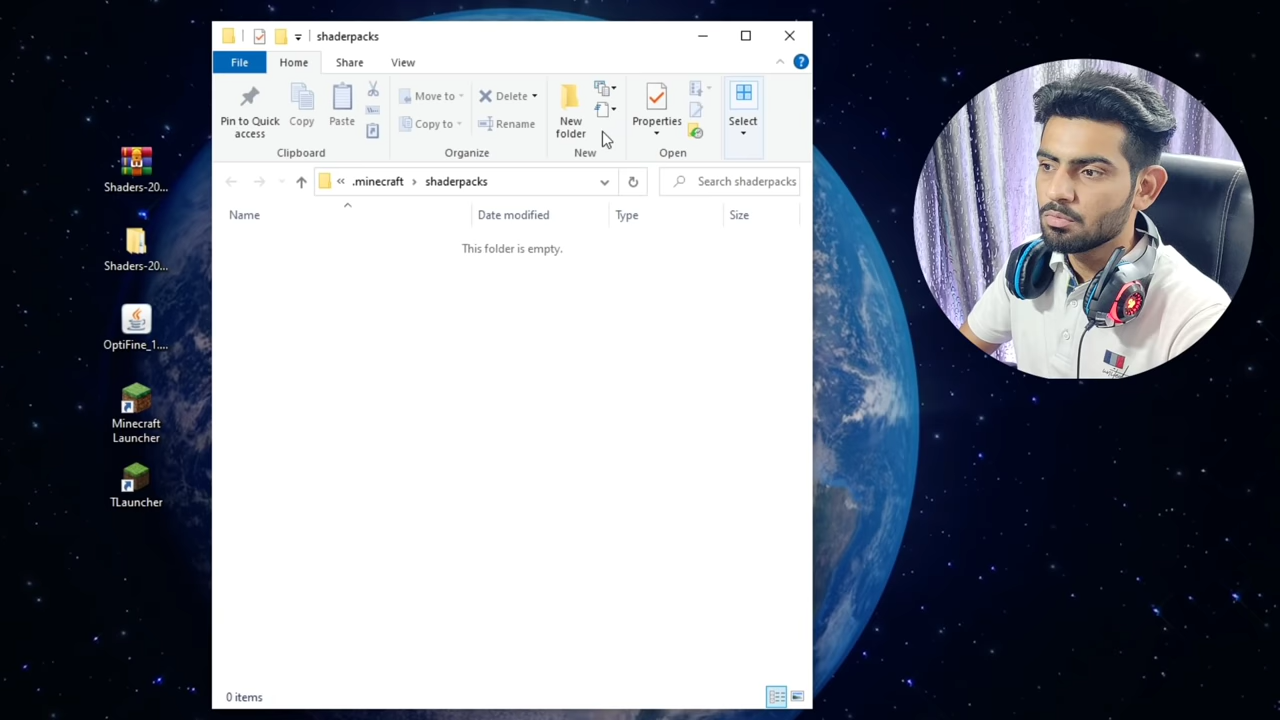 shaderpacks
File
Home
Share
View
Pin to Quick access
Copy
Paste
Move to
Copy to
Delete
Rename
New folder
Properties
Select
Clipboard
Organize
New
Open
.minecraft
shaderpacks
Search shaderpacks
Name
Date modified
Type
Size
This folder is empty.
0 items
Shaders-20...
Shaders-20...
OptiFine_1....
Minecraft
Launcher
TLauncher